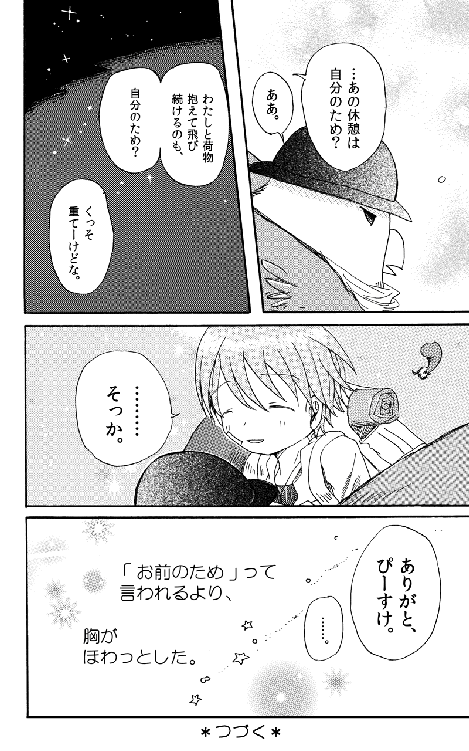 …あの休憩は
自分のため?
ああ。
わたしと荷物
抱えて飛び
続けるのも、
自分のため?
くっそ
重てーけどな。
………
そっか。
ありがと、
ぴーすけ。
……。
「お前のため」って
言われるより、
胸が
ほわっとした。
*つづく*